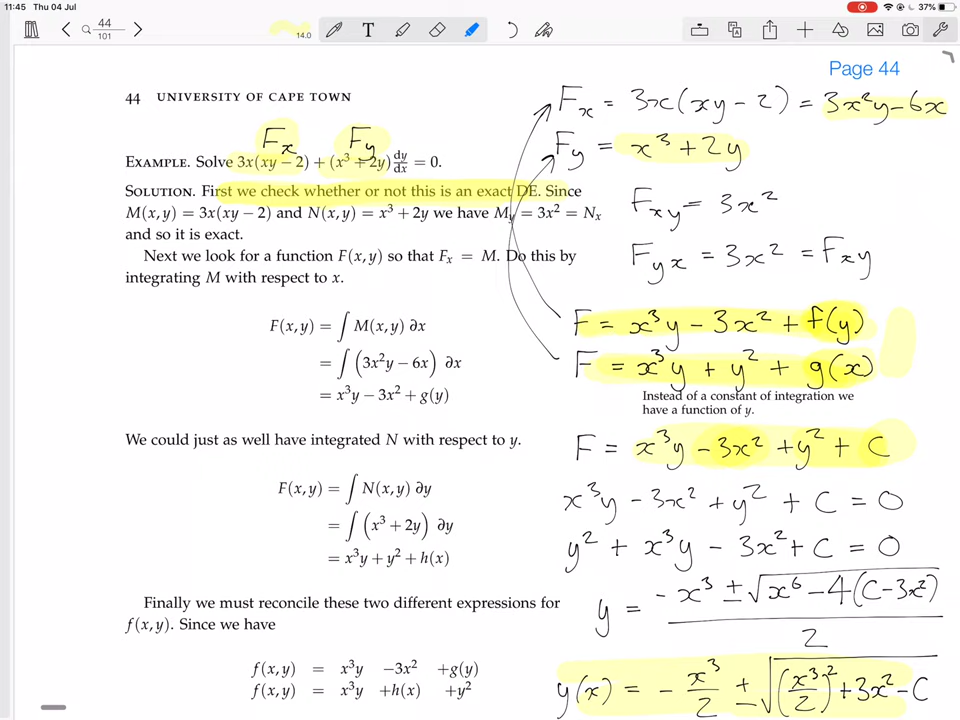 11:45 Thu 04 Jul
37%
44
101
14.0
T
Page 44
44 UNIVERSITY OF CAPE TOWN
F_x = 3x(xy − 2) = 3x²y − 6x
F_x F_y
F_y = x³ + 2y
EXAMPLE. Solve 3x(xy − 2) + (x³ + 2y) dy/dx = 0.
SOLUTION. First we check whether or not this is an exact DE. Since
M(x, y) = 3x(xy − 2) and N(x, y) = x³ + 2y we have M_y = 3x² = N_x
and so it is exact.
F_xy = 3x²
F_yx = 3x² = F_xy
Next we look for a function F(x, y) so that F_x = M. Do this by
integrating M with respect to x.
F(x, y) = ∫ M(x, y) ∂x
= ∫ (3x²y − 6x) ∂x
= x³y − 3x² + g(y)
F = x³y − 3x² + f(y)
F = x³y + y² + g(x)
Instead of a constant of integration we
have a function of y.
We could just as well have integrated N with respect to y.
F(x, y) = ∫ N(x, y) ∂y
= ∫ (x³ + 2y) ∂y
= x³y + y² + h(x)
F = x³y − 3x² + y² + C
x³y − 3x² + y² + C = 0
y² + x³y − 3x² + C = 0
y = (−x³ ± √(x⁶ − 4(C − 3x²))) / 2
Finally we must reconcile these two different expressions for
f(x, y). Since we have
f(x, y) = x³y −3x² +g(y)
f(x, y) = x³y +h(x) +y²
y(x) = − x³/2 ± √((x³/2)² + 3x² − C)